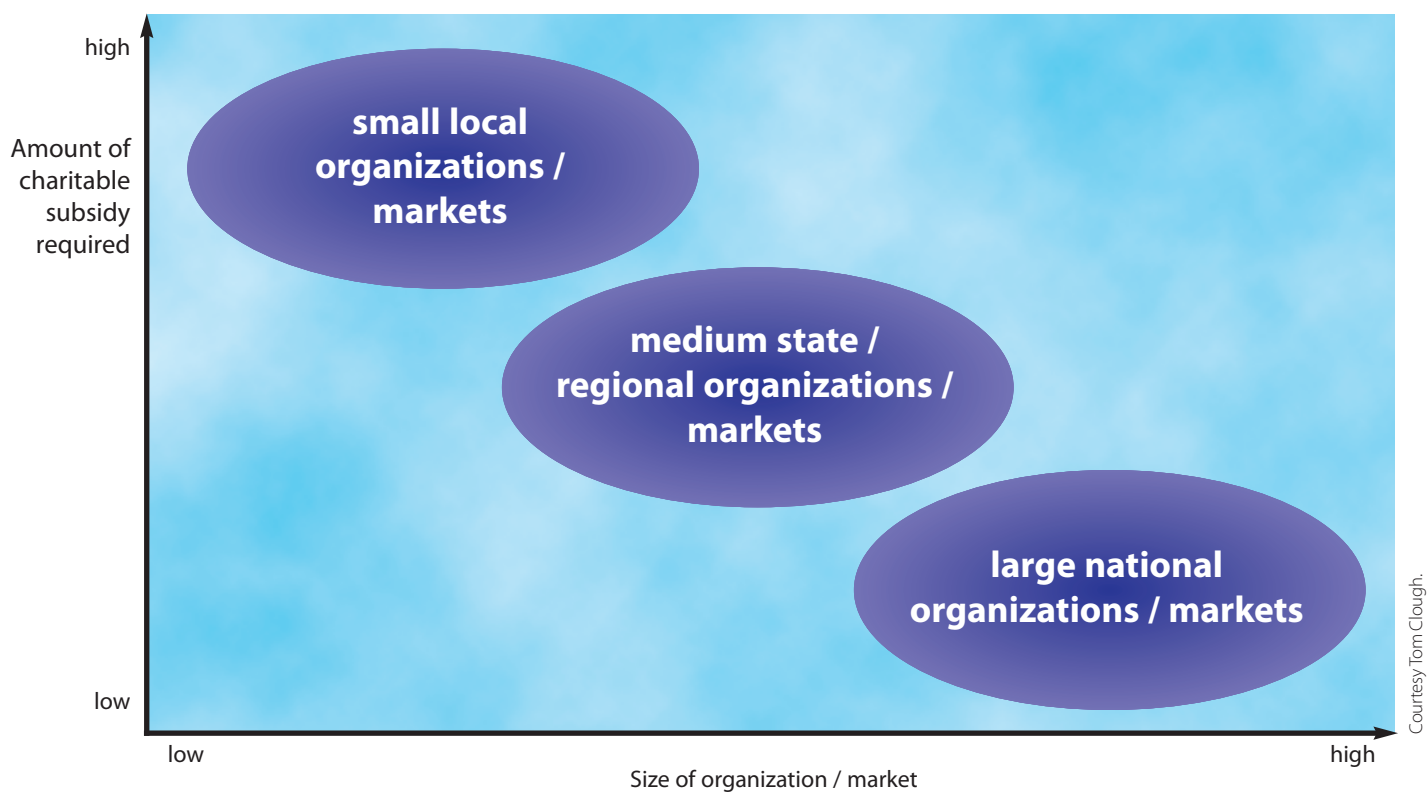 high
Amount of
charitable
subsidy
required
small local
organizations /
markets
medium state /
regional organizations /
markets
large national
organizations / markets
low
low
high
Size of organization / market
Courtesy Tom Clough.